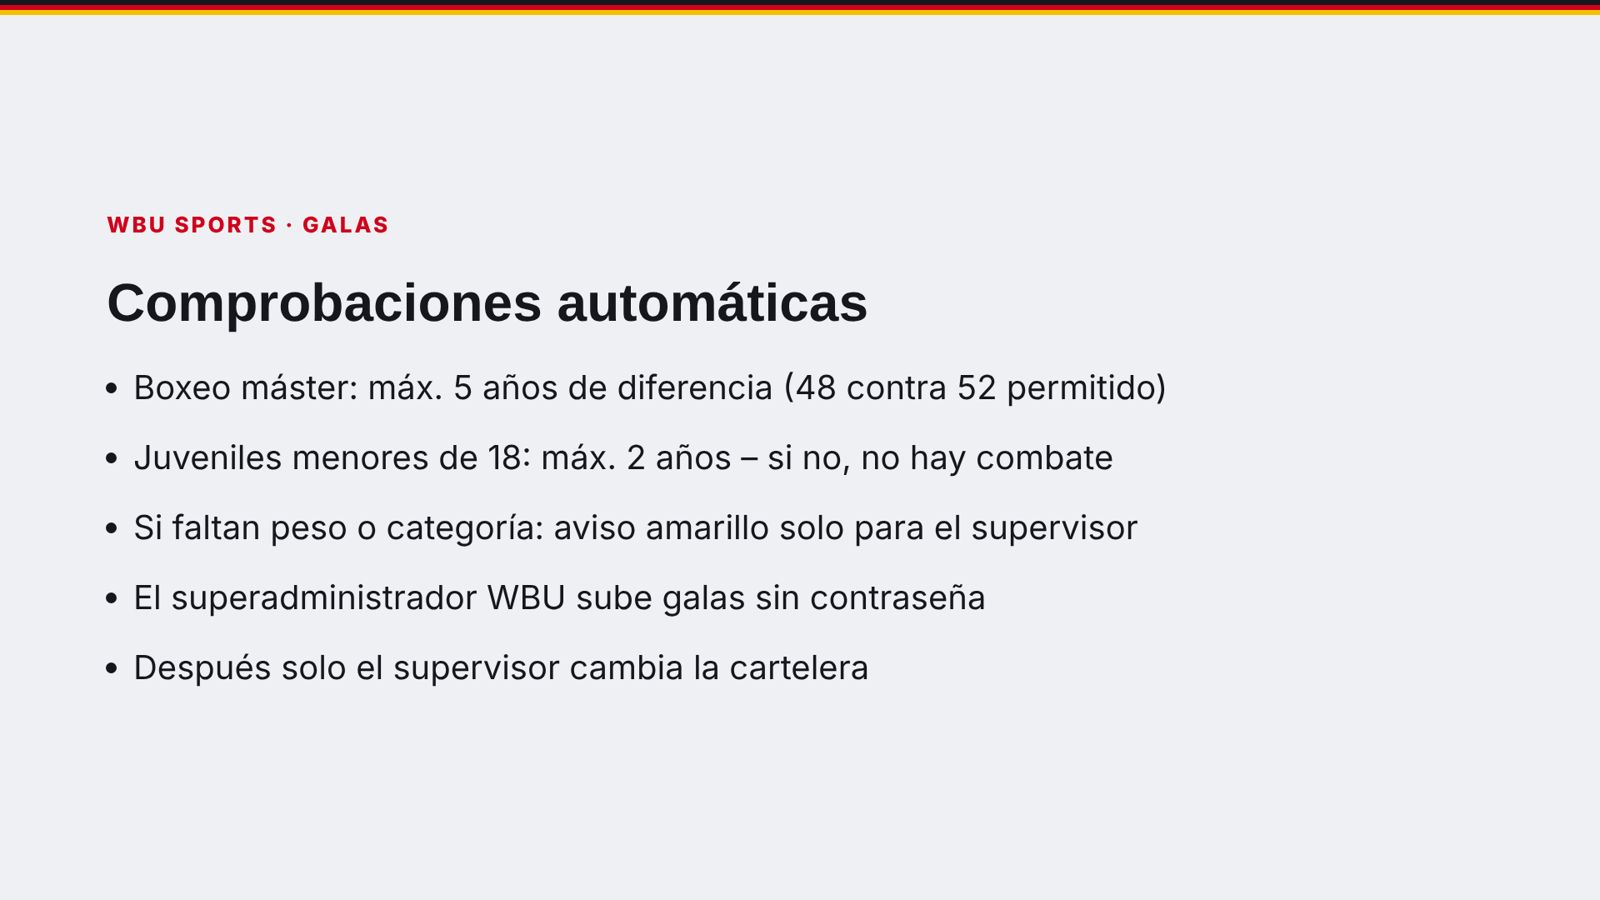 WBU SPORTS · GALAS
Comprobaciones automáticas
• Boxeo máster: máx. 5 años de diferencia (48 contra 52 permitido)
• Juveniles menores de 18: máx. 2 años – si no, no hay combate
• Si faltan peso o categoría: aviso amarillo solo para el supervisor
• El superadministrador WBU sube galas sin contraseña
• Después solo el supervisor cambia la cartelera